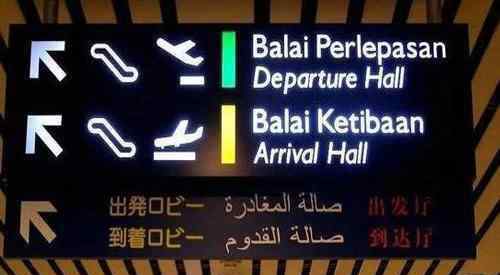 Balai Perlepasan
Departure Hall
Balai Ketibaan
Arrival Hall
出発ロビー صالة المغادرة 出发厅
到着ロビー صالة القدوم 到达厅